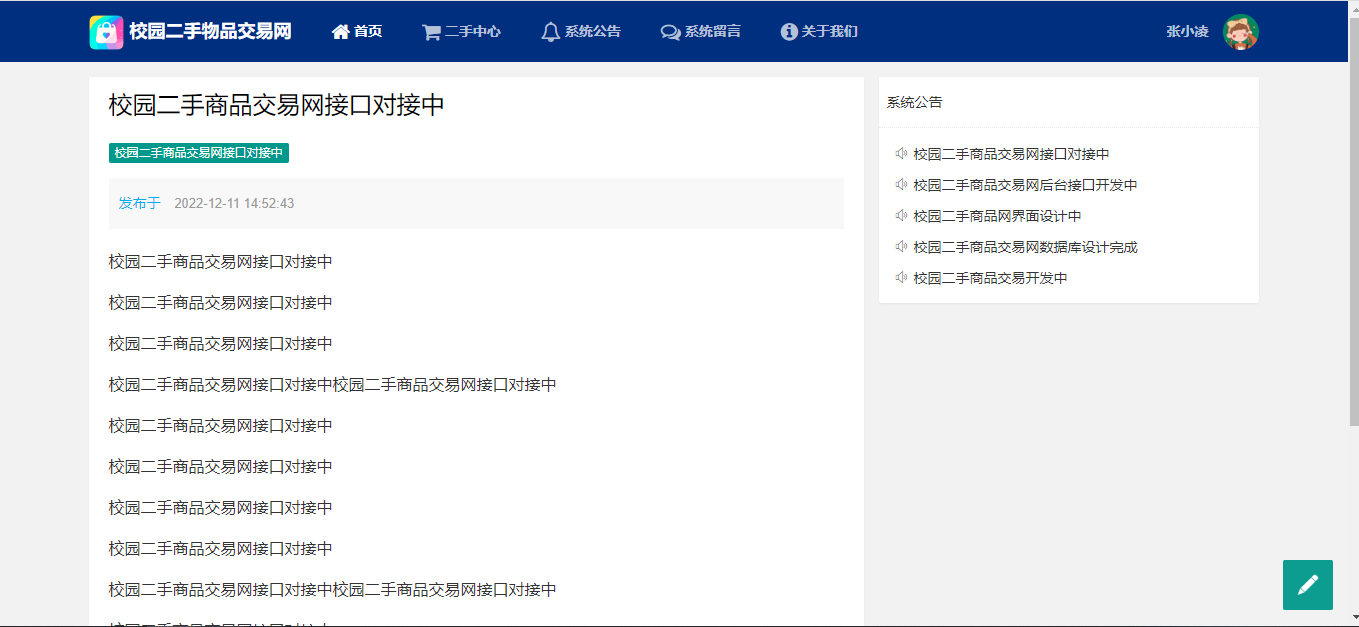 校园二手物品交易网
首页
二手中心
系统公告
系统留言
关于我们
张小凌
校园二手商品交易网接口对接中
校园二手商品交易网接口对接中
发布于 2022-12-11 14:52:43
校园二手商品交易网接口对接中
校园二手商品交易网接口对接中
校园二手商品交易网接口对接中
校园二手商品交易网接口对接中校园二手商品交易网接口对接中
校园二手商品交易网接口对接中
校园二手商品交易网接口对接中
校园二手商品交易网接口对接中
校园二手商品交易网接口对接中
校园二手商品交易网接口对接中校园二手商品交易网接口对接中
系统公告
校园二手商品交易网接口对接中
校园二手商品交易网后台接口开发中
校园二手商品网界面设计中
校园二手商品交易网数据库设计完成
校园二手商品交易开发中